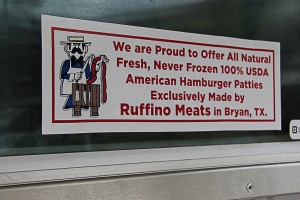 We are Proud to Offer All Natural
Fresh, Never Frozen 100% USDA
American Hamburger Patties
Exclusively Made by
Ruffino Meats in Bryan, TX.